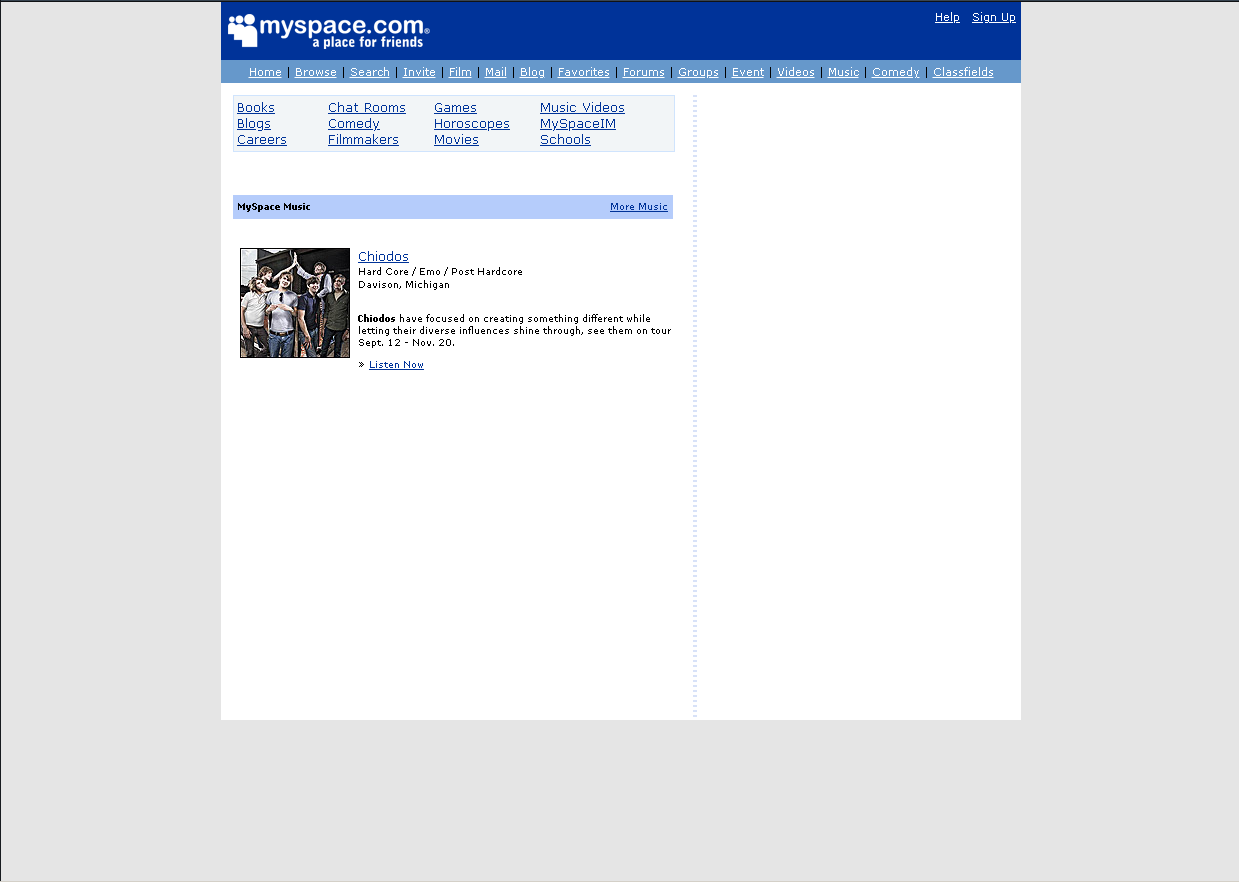 myspace.com®
a place for friends
Help Sign Up
Home | Browse | Search | Invite | Film | Mail | Blog | Favorites | Forums | Groups | Event | Videos | Music | Comedy | Classfields
Books Chat Rooms Games Music Videos
Blogs Comedy Horoscopes MySpaceIM
Careers Filmmakers Movies Schools
MySpace Music More Music
Chiodos
Hard Core / Emo / Post Hardcore
Davison, Michigan
Chiodos have focused on creating something different while
letting their diverse influences shine through, see them on tour
Sept. 12 - Nov. 20.
» Listen Now